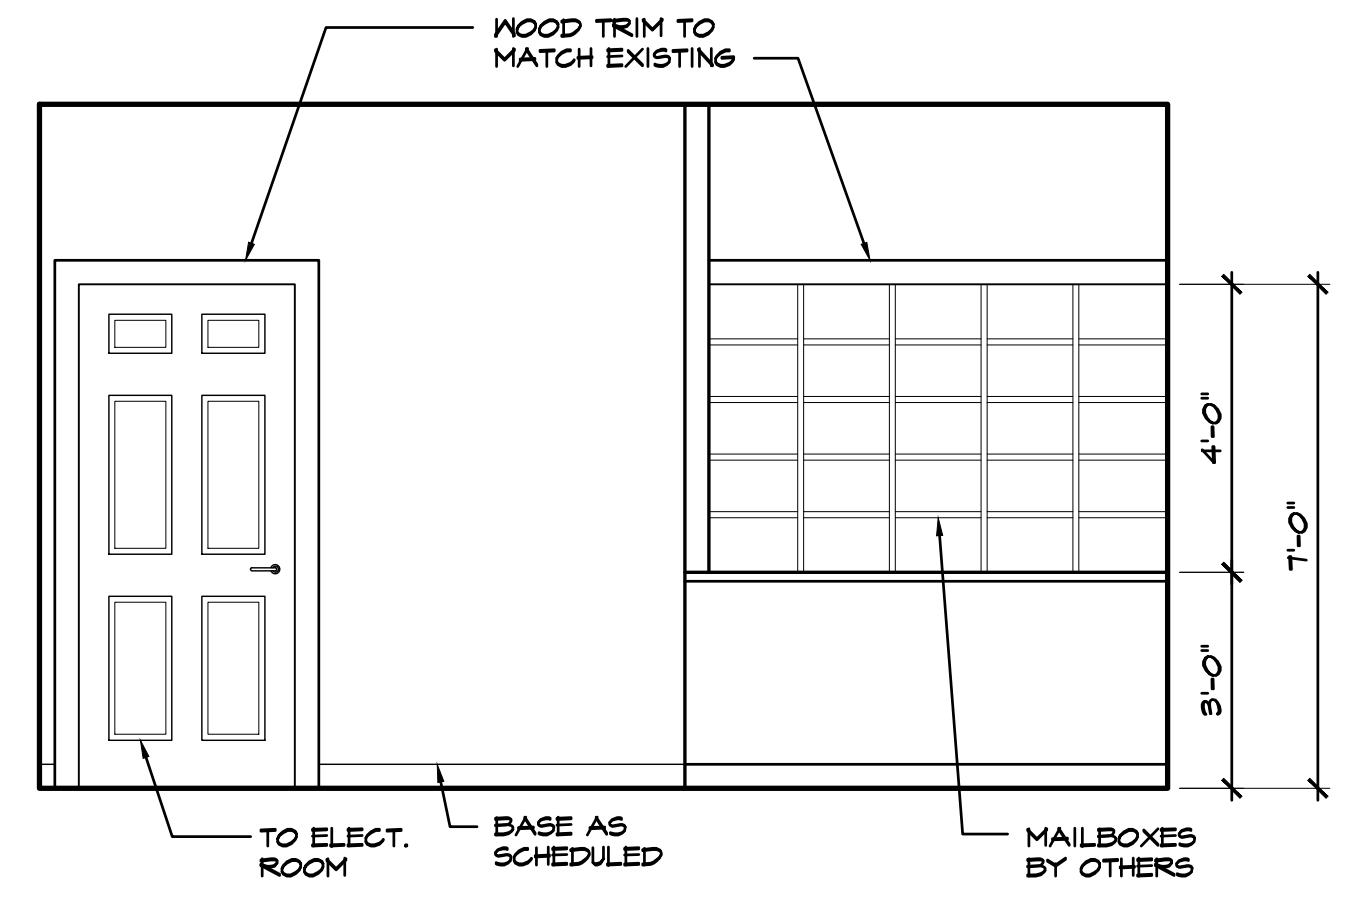 WOOD TRIM TO
MATCH EXISTING
4'-0"
7'-0"
3'-0"
TO ELECT.
ROOM
BASE AS
SCHEDULED
MAILBOXES
BY OTHERS